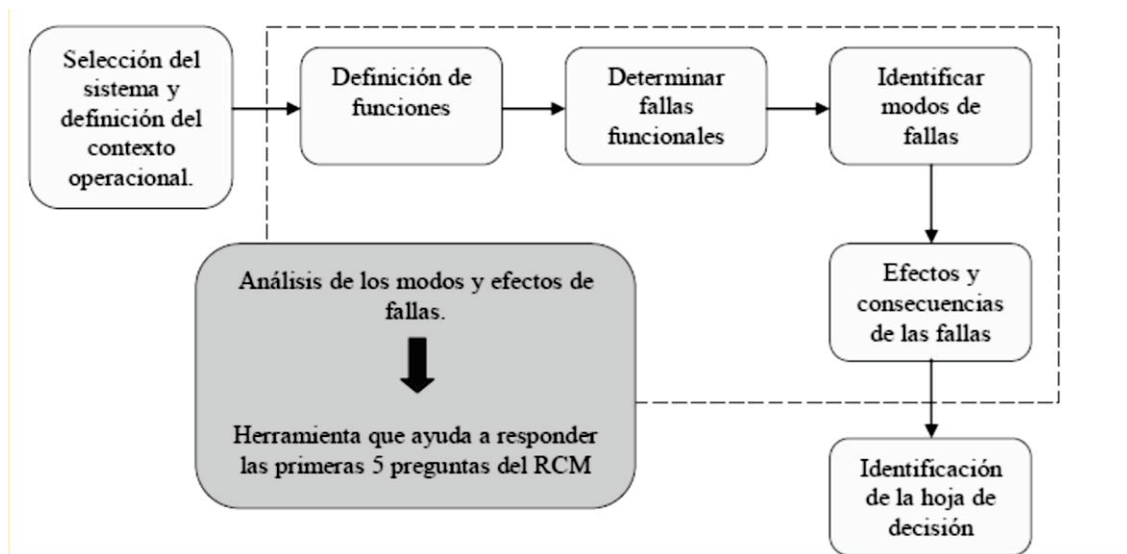 Selección del
sistema y
definición del
contexto
operacional.
Definición de
funciones
Determinar
fallas
funcionales
Identificar
modos de
fallas
Análisis de los modos y efectos de
fallas.
Herramienta que ayuda a responder
las primeras 5 preguntas del RCM
Efectos y
consecuencias
de las fallas
Identificación
de la hoja de
decisión